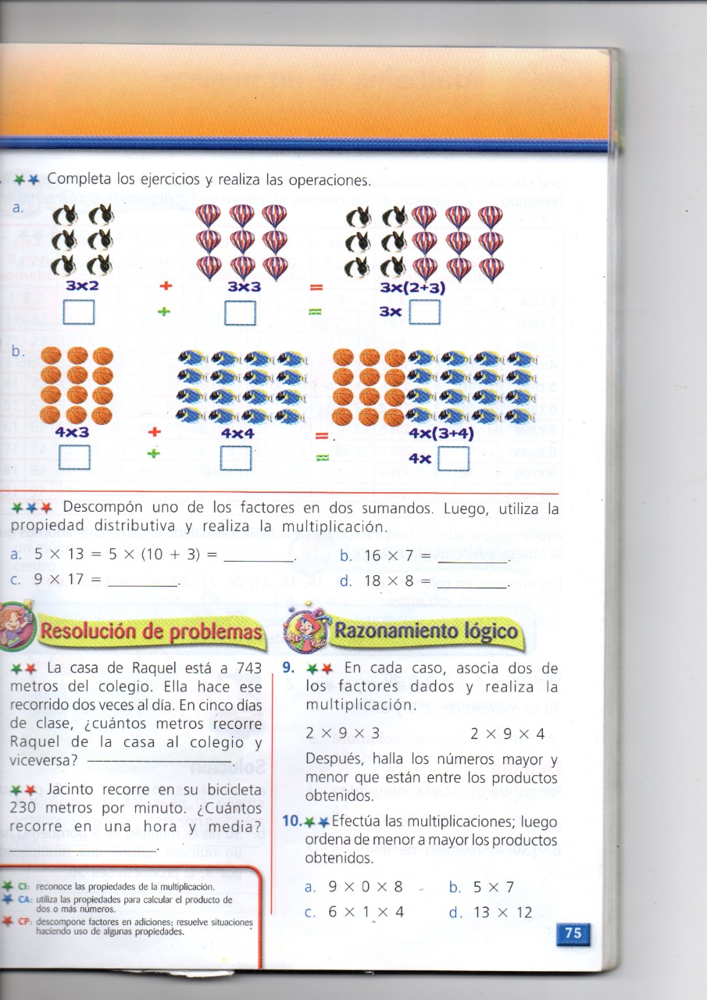 Completa los ejercicios y realiza las operaciones.
a.
3x2 + 3x3 = 3x(2+3)
+ = 3x
b.
4x3 + 4x4 = 4x(3+4)
+ = 4x
Descompón uno de los factores en dos sumandos. Luego, utiliza la
propiedad distributiva y realiza la multiplicación.
a. 5 × 13 = 5 × (10 + 3) = ________. b. 16 × 7 = ________.
c. 9 × 17 = ________. d. 18 × 8 = ________.
Resolución de problemas
La casa de Raquel está a 743
metros del colegio. Ella hace ese
recorrido dos veces al día. En cinco días
de clase, ¿cuántos metros recorre
Raquel de la casa al colegio y
viceversa? ________.
Jacinto recorre en su bicicleta
230 metros por minuto. ¿Cuántos
recorre en una hora y media?
________.
CI: reconoce las propiedades de la multiplicación.
CA: utiliza las propiedades para calcular el producto de
dos o más números.
CP: descompone factores en adiciones; resuelve situaciones
haciendo uso de algunas propiedades.
Razonamiento lógico
9. En cada caso, asocia dos de
los factores dados y realiza la
multiplicación.
2 × 9 × 3 2 × 9 × 4
Después, halla los números mayor y
menor que están entre los productos
obtenidos.
10. Efectúa las multiplicaciones; luego
ordena de menor a mayor los productos
obtenidos.
a. 9 × 0 × 8 b. 5 × 7
c. 6 × 1 × 4 d. 13 × 12
75